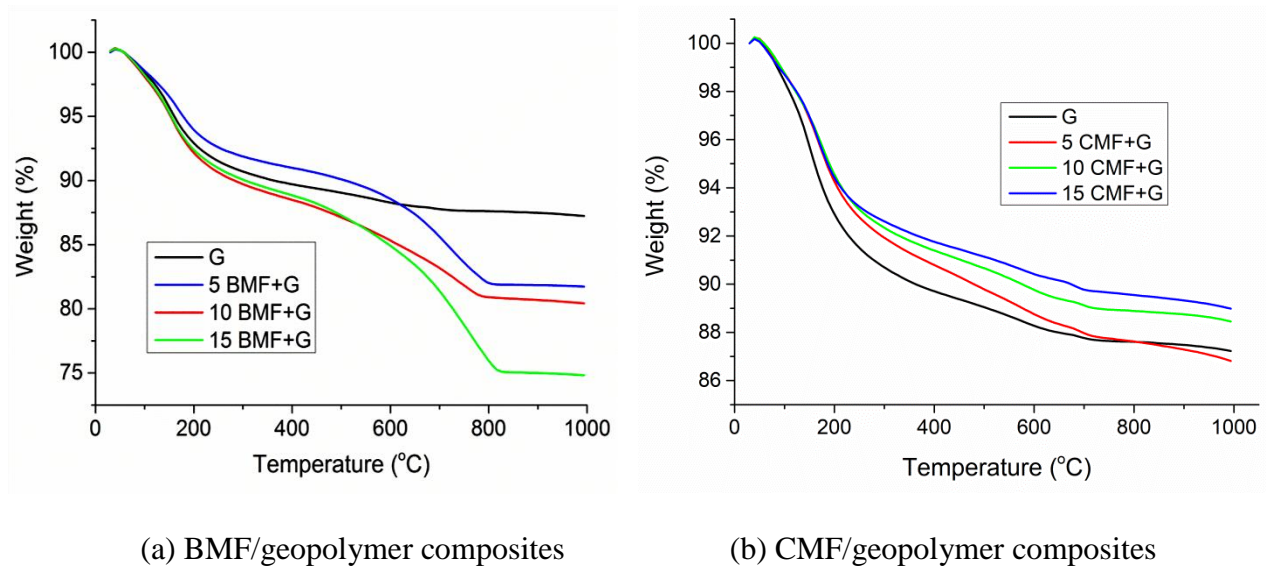 100
95
90
85
80
75
Weight (%)
G
5 BMF+G
10 BMF+G
15 BMF+G
0
200
400
600
800
1000
Temperature (°C)
100
98
96
94
92
90
88
86
Weight (%)
G
5 CMF+G
10 CMF+G
15 CMF+G
0
200
400
600
800
1000
Temperature (°C)
(a) BMF/geopolymer composites
(b) CMF/geopolymer composites